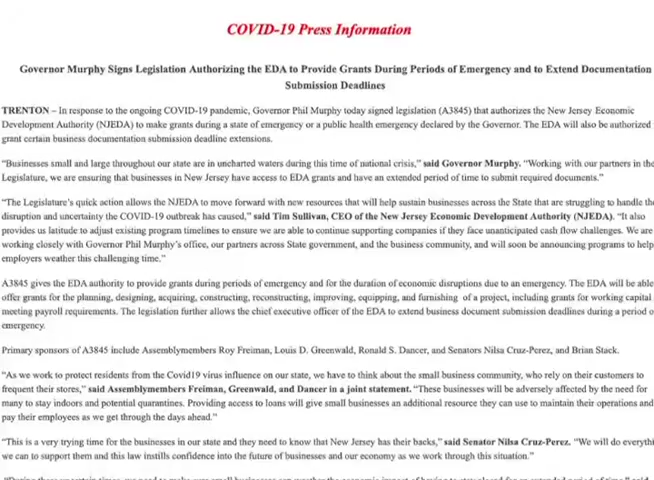 COVID-19 Press Information
Governor Murphy Signs Legislation Authorizing the EDA to Provide Grants During Periods of Emergency and to Extend Documentation
Submission Deadlines
TRENTON – In response to the ongoing COVID-19 pandemic, Governor Phil Murphy today signed legislation (A3845) that authorizes the New Jersey Economic
Development Authority (NJEDA) to make grants during a state of emergency or a public health emergency declared by the Governor. The EDA will also be authorized
grant certain business documentation submission deadline extensions.
“Businesses small and large throughout our state are in uncharted waters during this time of national crisis,” said Governor Murphy. “Working with our partners in the
Legislature, we are ensuring that businesses in New Jersey have access to EDA grants and have an extended period of time to submit required documents.”
“The Legislature’s quick action allows the NJEDA to move forward with new resources that will help sustain businesses across the State that are struggling to handle the
disruption and uncertainty the COVID-19 outbreak has caused,” said Tim Sullivan, CEO of the New Jersey Economic Development Authority (NJEDA). “It also
provides us latitude to adjust existing program timelines to ensure we are able to continue supporting companies if they face unanticipated cash flow challenges. We are
working closely with Governor Phil Murphy’s office, our partners across State government, and the business community, and will soon be announcing programs to help
employers weather this challenging time.”
A3845 gives the EDA authority to provide grants during periods of emergency and for the duration of economic disruptions due to an emergency. The EDA will be able
offer grants for the planning, designing, acquiring, constructing, reconstructing, improving, equipping, and furnishing of a project, including grants for working capital
meeting payroll requirements. The legislation further allows the chief executive officer of the EDA to extend business document submission deadlines during a period o
emergency.
Primary sponsors of A3845 include Assemblymembers Roy Freiman, Louis D. Greenwald, Ronald S. Dancer, and Senators Nilsa Cruz-Perez, and Brian Stack.
“As we work to protect residents from the Covid19 virus influence on our state, we have to think about the small business community, who rely on their customers to
frequent their stores,” said Assemblymembers Freiman, Greenwald, and Dancer in a joint statement. “These businesses will be adversely affected by the need for
many to stay indoors and potential quarantines. Providing access to loans will give small businesses an additional resource they can use to maintain their operations and
pay their employees as we get through the days ahead.”
“This is a very trying time for the businesses in our state and they need to know that New Jersey has their backs,” said Senator Nilsa Cruz-Perez. “We will do everythi
we can to support them and this law instills confidence into the future of businesses and our economy as we work through this situation.”